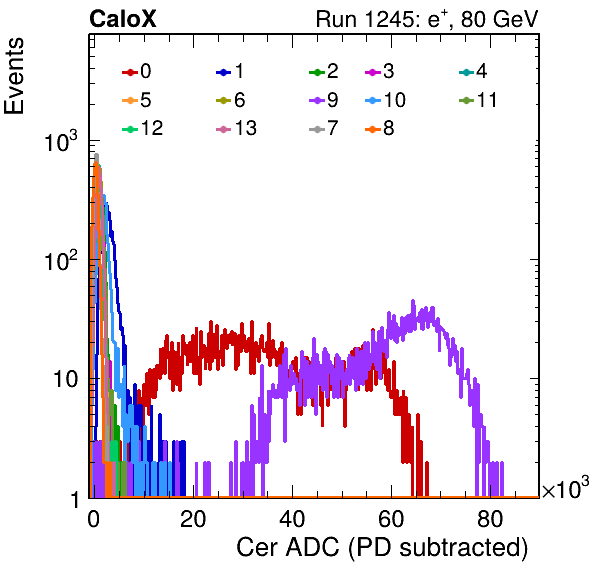 CaloX Run 1245: e⁺, 80 GeV
Events
0 1 2 3 4
5 6 9 10 11
12 13 7 8
10³
10²
10
1
0 20 40 60 80 ×10³
Cer ADC (PD subtracted)